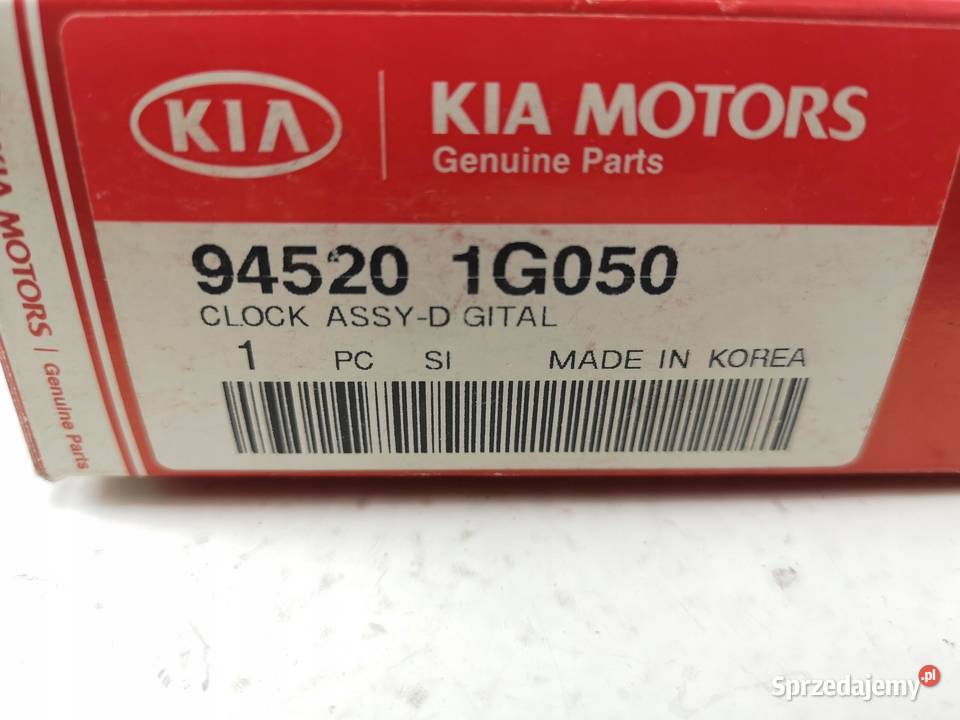 KIA
KIA MOTORS
Genuine Parts
94520 1G050
CLOCK ASSY-D GITAL
1 PC SI MADE IN KOREA
KIA MOTORS | Genuine Parts
Sprzedajemy.pl